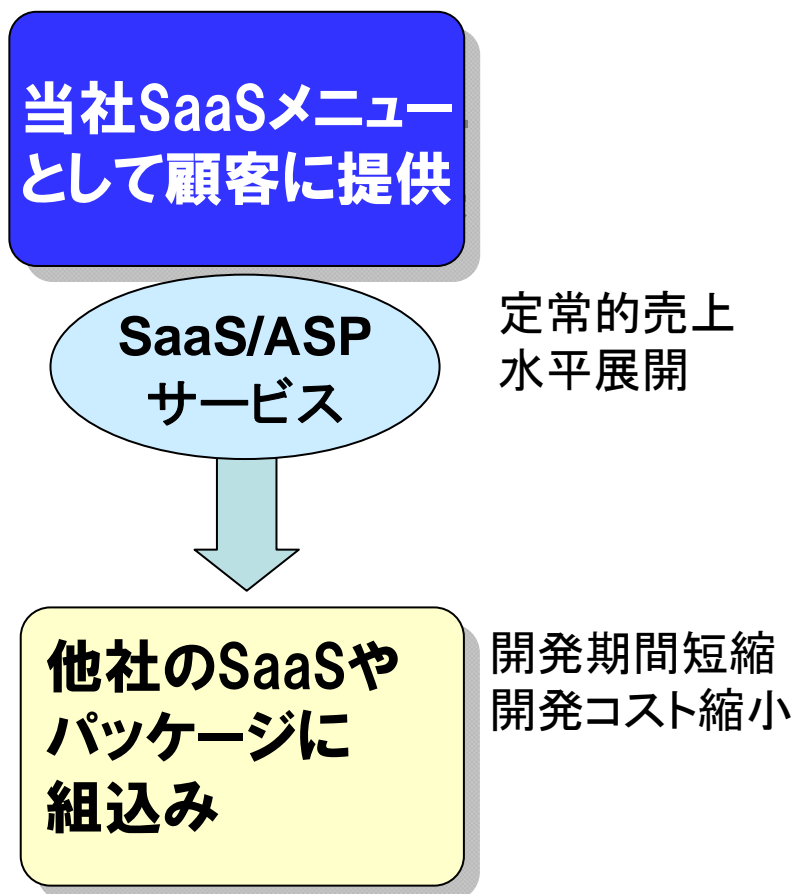 当社SaaSメニュー
として顧客に提供
SaaS/ASP
サービス
定常的売上
水平展開
他社のSaaSや
パッケージに
組込み
開発期間短縮
開発コスト縮小